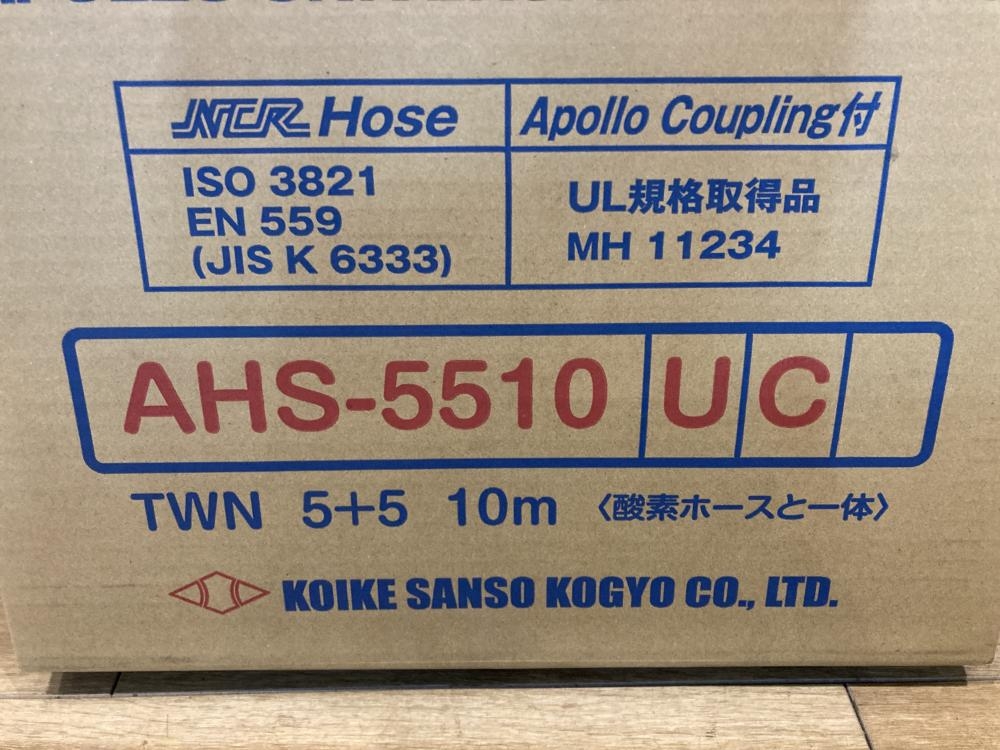 NCR Hose
Apollo Coupling付
ISO 3821
EN 559
(JIS K 6333)
UL規格取得品
MH 11234
AHS-5510 U C
TWN 5+5 10m 〈酸素ホースと一体〉
KOIKE SANSO KOGYO CO., LTD.